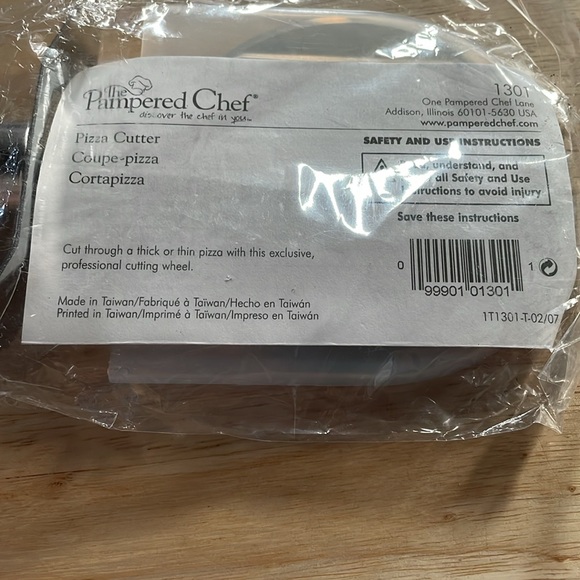 The
Pampered Chef®
discover the chef in you™
Pizza Cutter
Coupe-pizza
Cortapizza
Cut through a thick or thin pizza with this exclusive,
professional cutting wheel.
Made in Taiwan/Fabriqué à Taïwan/Hecho en Taiwán
Printed in Taiwan/Imprimé à Taïwan/Impreso en Taiwán
1301
One Pampered Chef Lane
Addison, Illinois 60101-5630 USA
www.pamperedchef.com
SAFETY AND USE INSTRUCTIONS
understand, and
all Safety and Use
Instructions to avoid injury
Save these instructions
0 99901 01301 1
1T1301-T-02/07